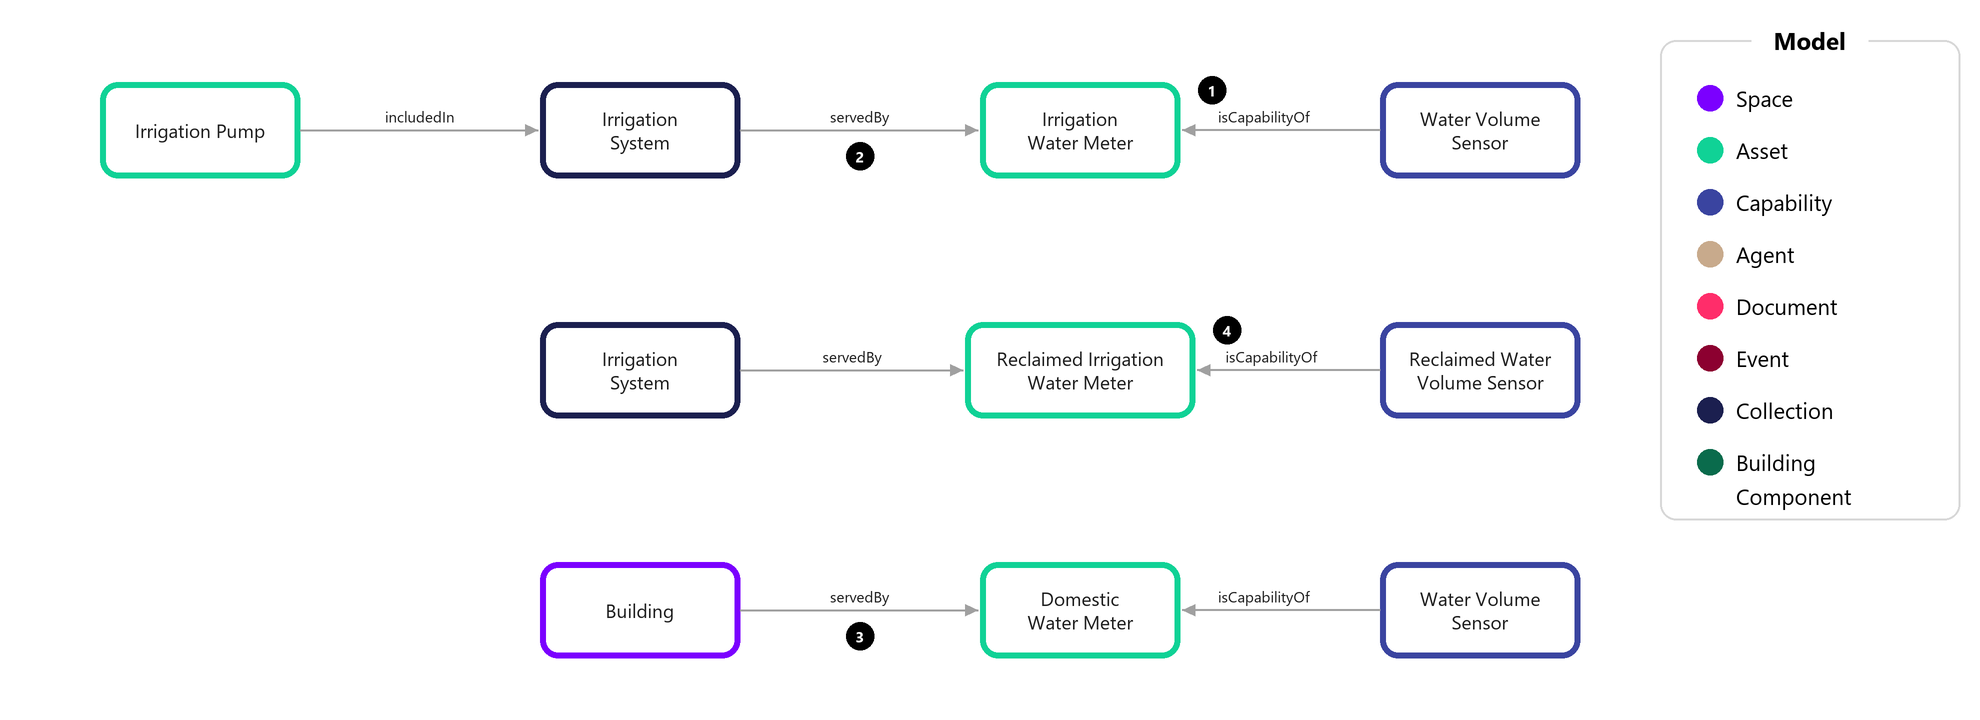 Irrigation Pump
includedIn
Irrigation
System
servedBy
2
Irrigation
Water Meter
1
isCapabilityOf
Water Volume
Sensor
Irrigation
System
servedBy
Reclaimed Irrigation
Water Meter
4
isCapabilityOf
Reclaimed Water
Volume Sensor
Building
servedBy
3
Domestic
Water Meter
isCapabilityOf
Water Volume
Sensor
Model
Space
Asset
Capability
Agent
Document
Event
Collection
Building
Component